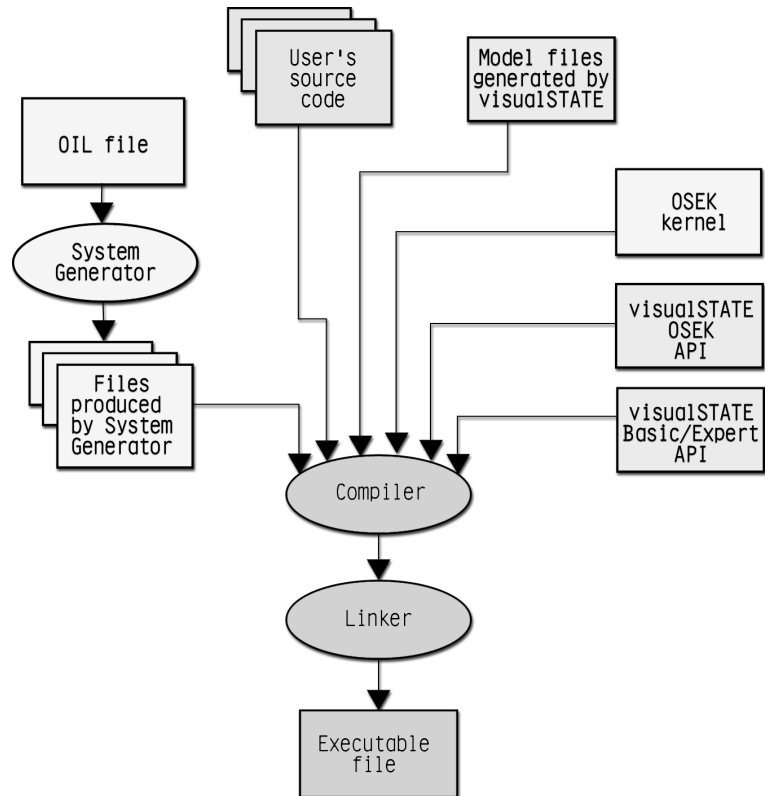 User's
source
code
Model files
generated by
visualSTATE
OIL file
OSEK
kernel
System
Generator
visualSTATE
OSEK
API
Files
produced
by System
Generator
visualSTATE
Basic/Expert
API
Compiler
Linker
Executable
file